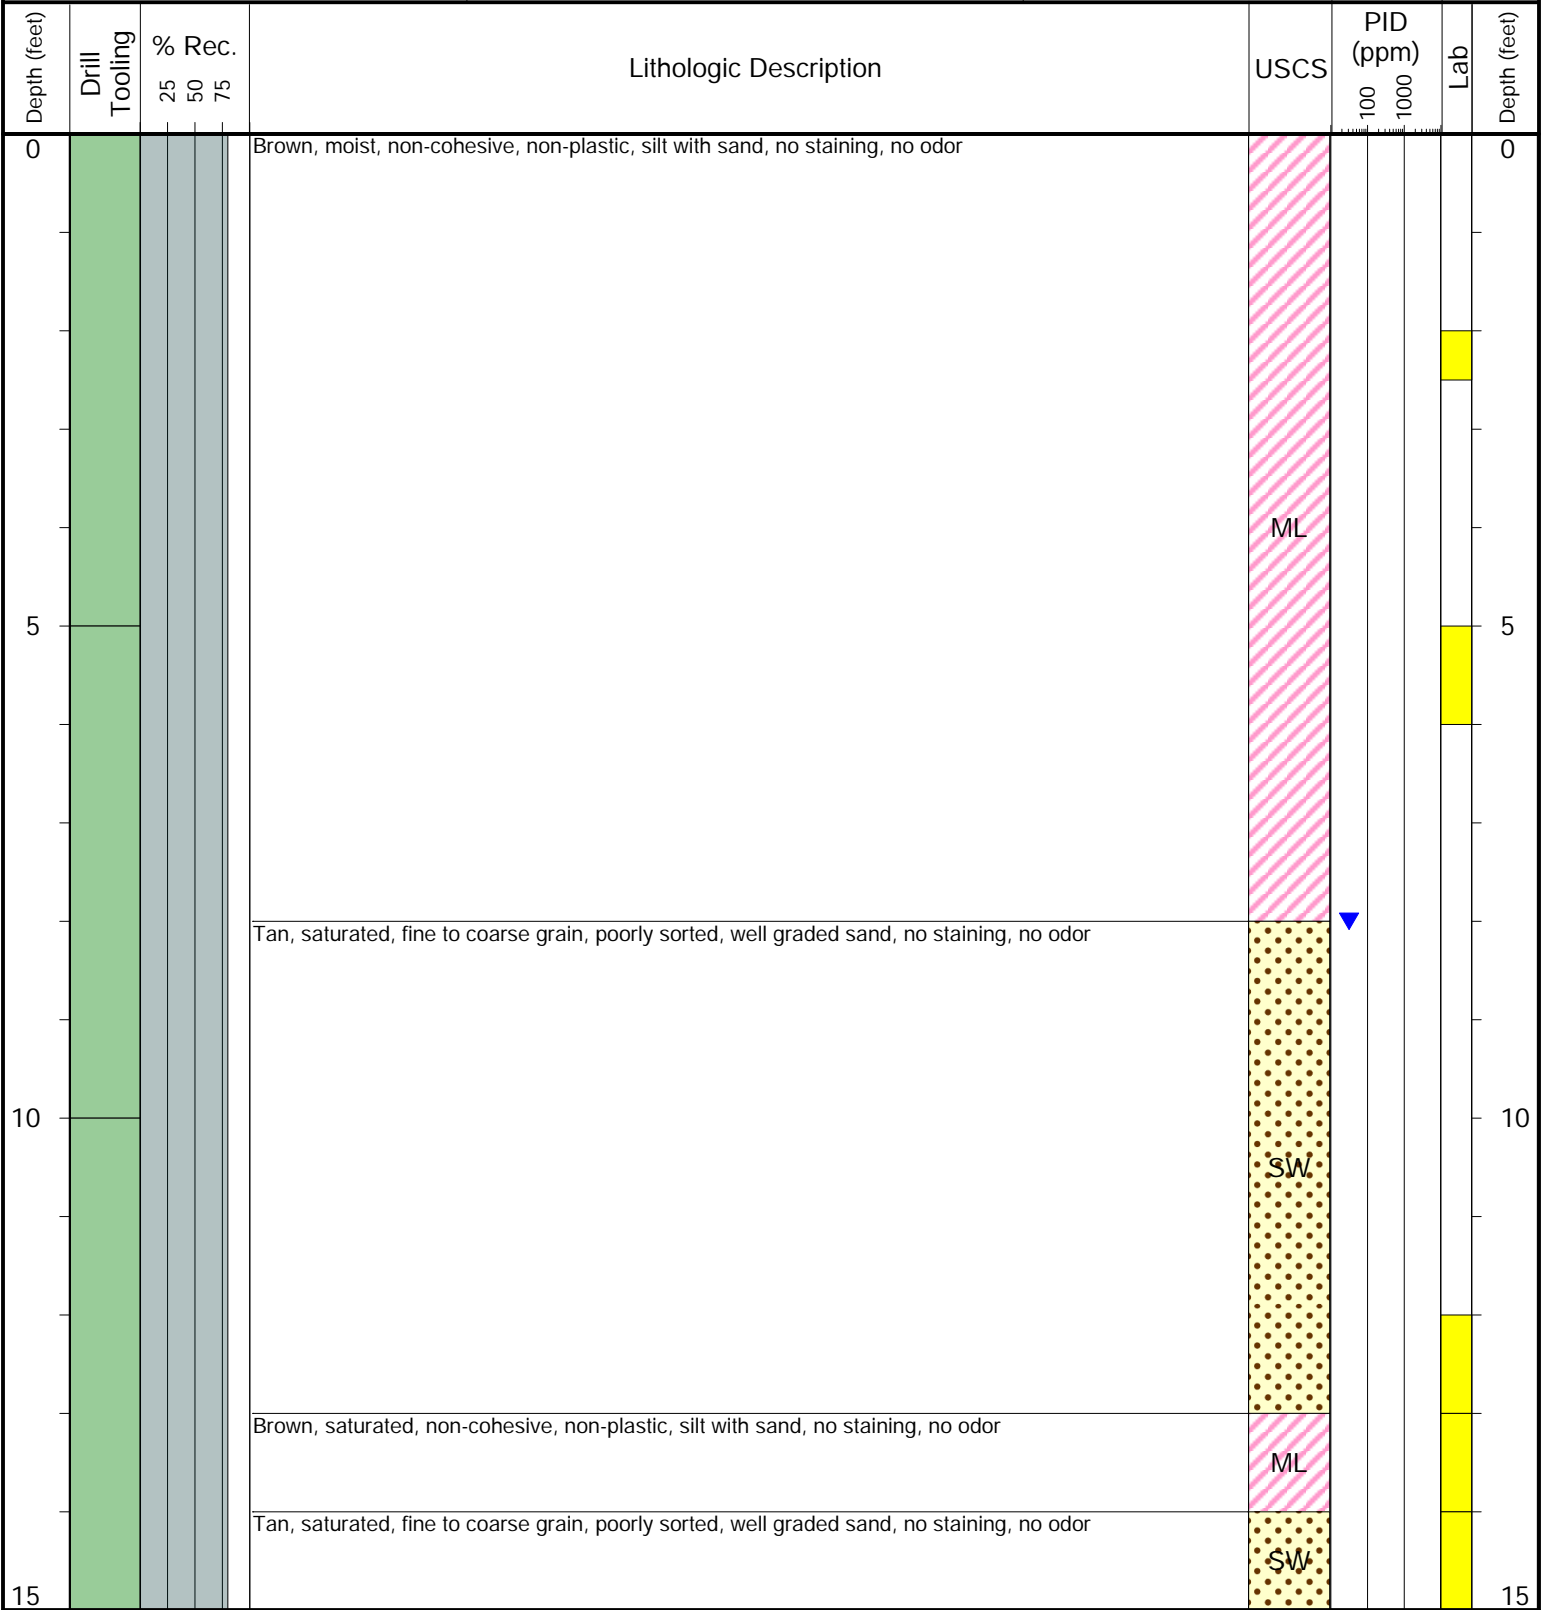 Depth (feet)
Drill
Tooling
% Rec.
25
50
75
Lithologic Description
USCS
PID
(ppm)
100
1000
Lab
Depth (feet)
0
Brown, moist, non-cohesive, non-plastic, silt with sand, no staining, no odor
0
ML
5
5
Tan, saturated, fine to coarse grain, poorly sorted, well graded sand, no staining, no odor
10
10
SW
Brown, saturated, non-cohesive, non-plastic, silt with sand, no staining, no odor
ML
Tan, saturated, fine to coarse grain, poorly sorted, well graded sand, no staining, no odor
SW
15
15